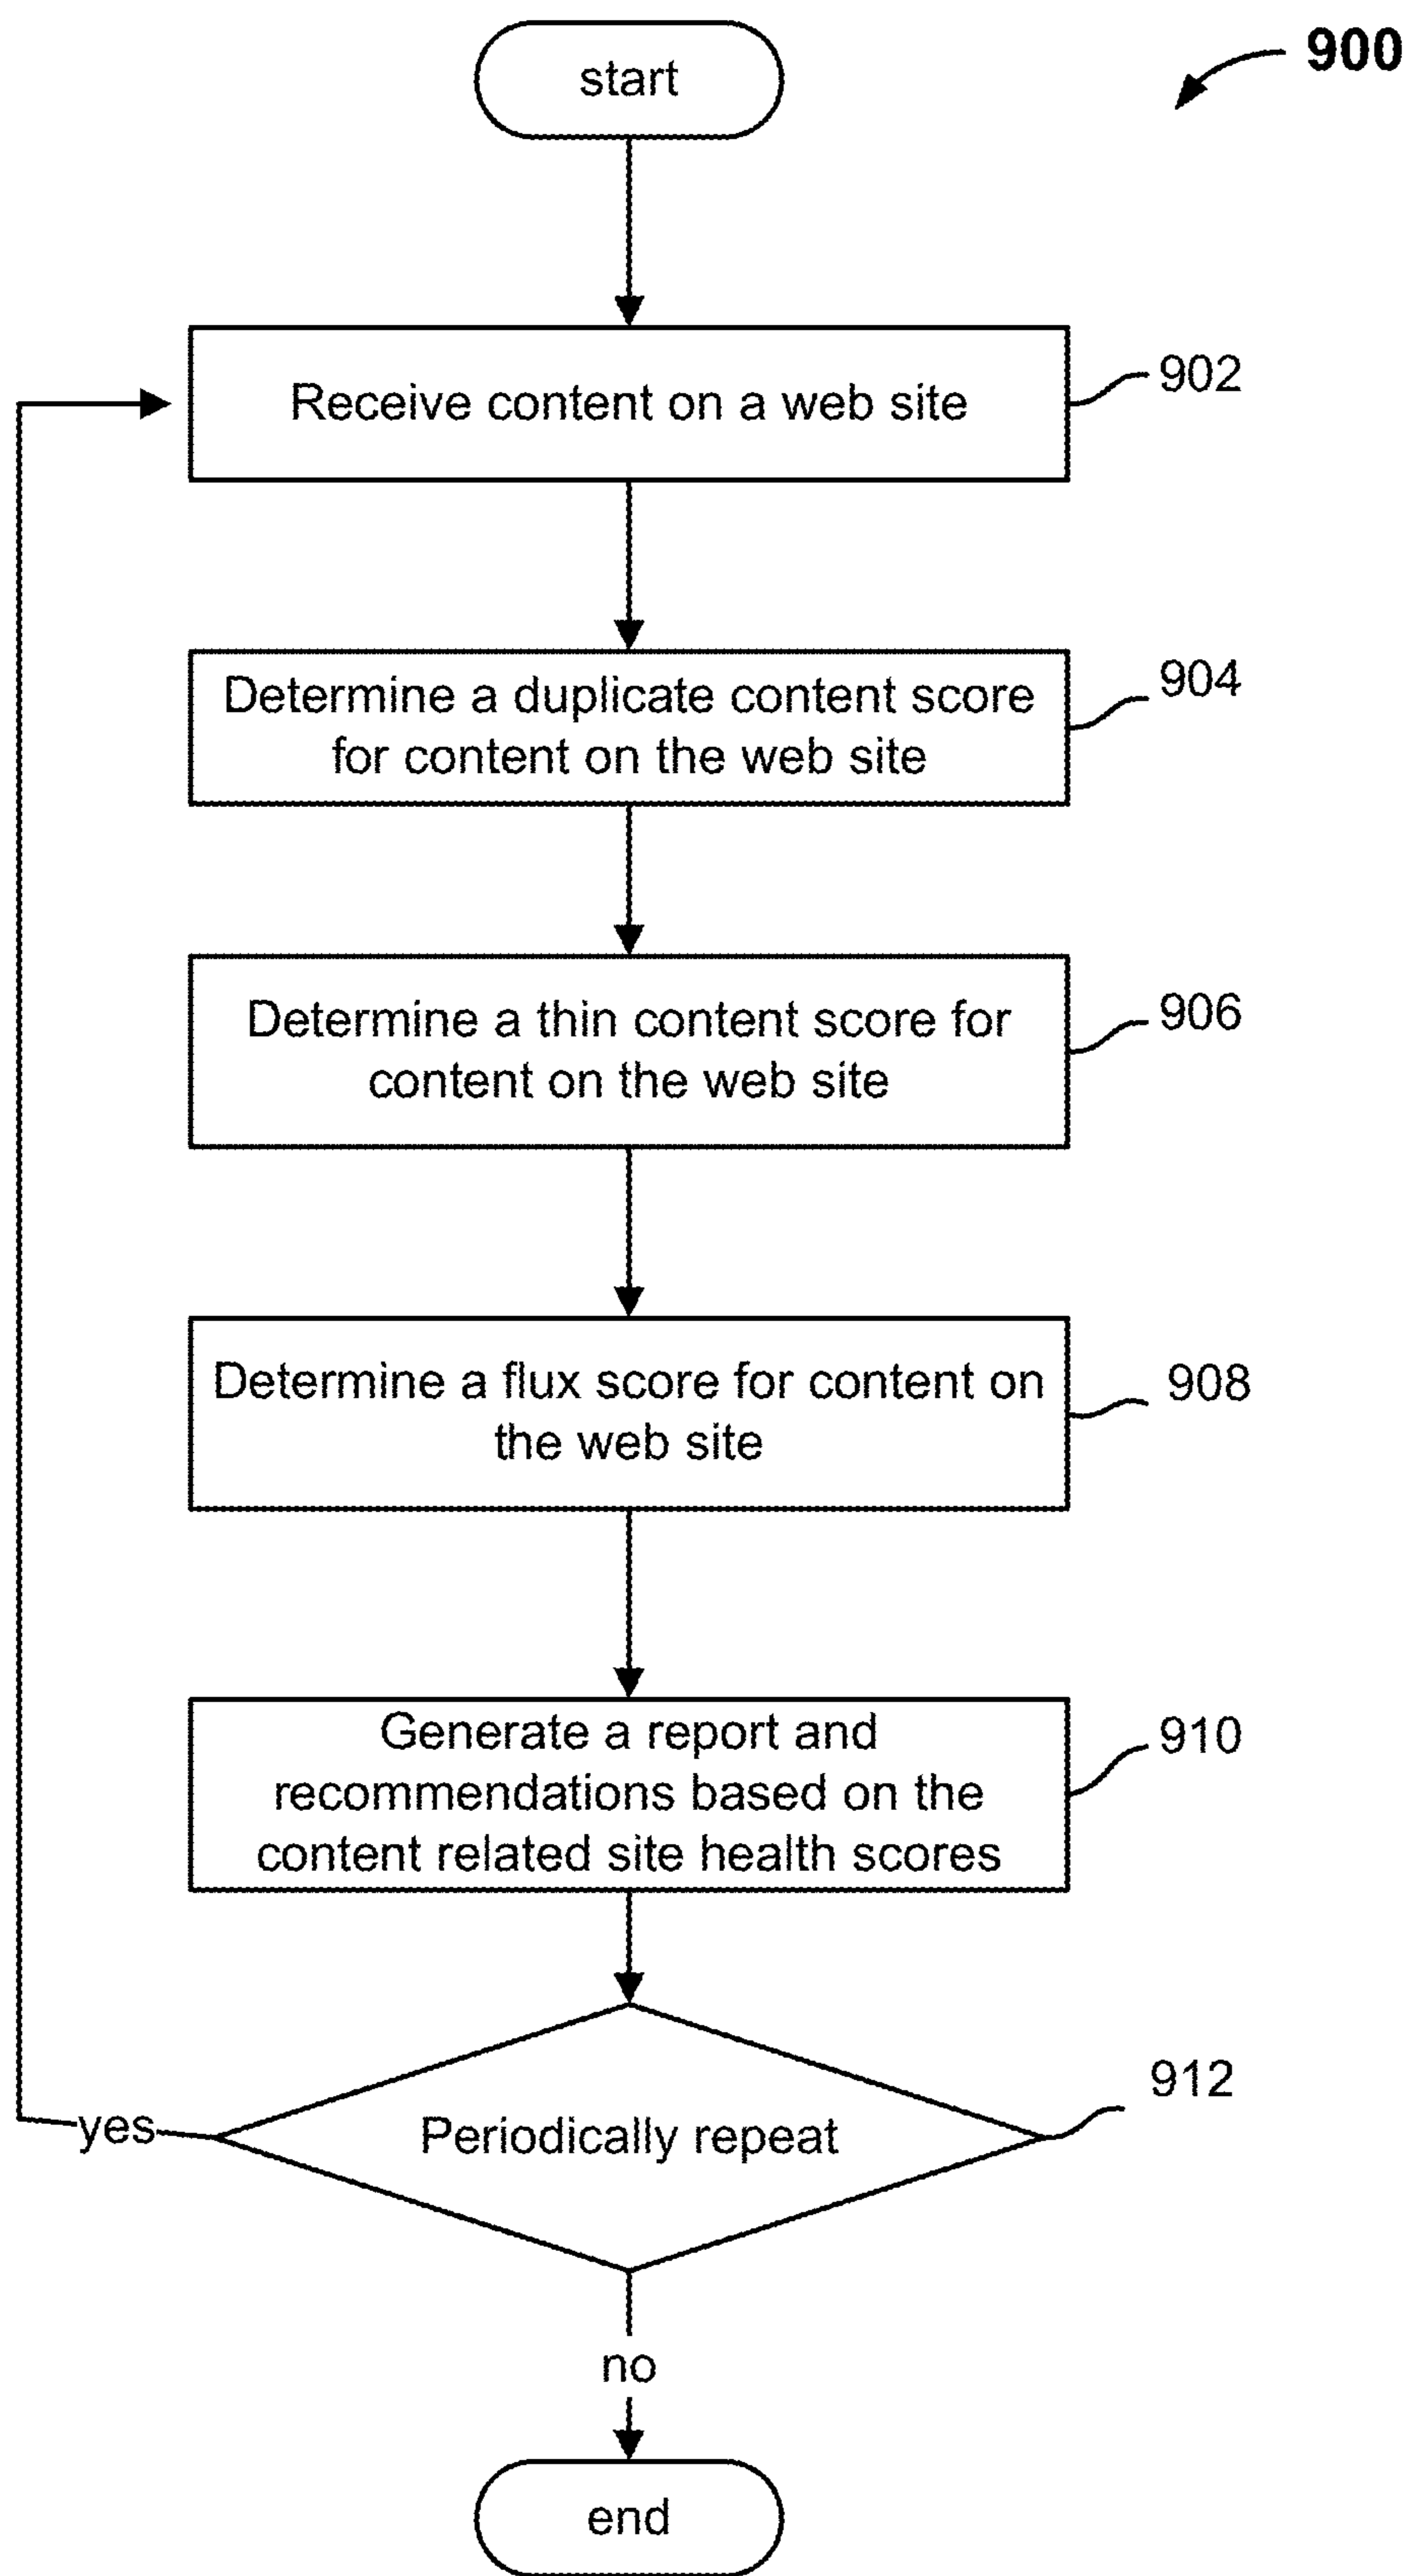 900
start
Receive content on a web site
902
Determine a duplicate content score
for content on the web site
904
Determine a thin content score for
content on the web site
906
Determine a flux score for content on
the web site
908
Generate a report and
recommendations based on the
content related site health scores
910
Periodically repeat
912
yes
no
end